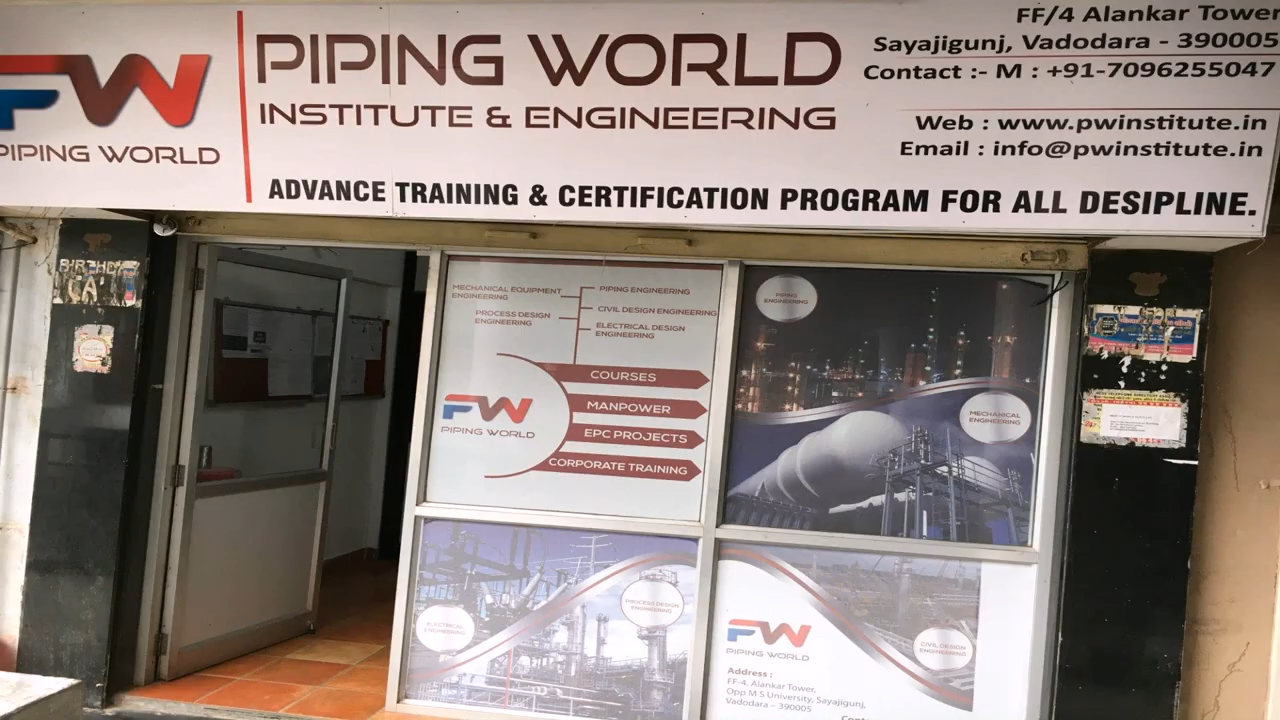 FW
PIPING WORLD
PIPING WORLD
INSTITUTE & ENGINEERING
ADVANCE TRAINING & CERTIFICATION PROGRAM FOR ALL DESIPLINE.
FF/4 Alankar Tower
Sayajigunj, Vadodara - 390005
Contact :- M : +91-7096255047
Web : www.pwinstitute.in
Email : info@pwinstitute.in
MECHANICAL EQUIPMENT
ENGINEERING
PROCESS DESIGN
ENGINEERING
PIPING ENGINEERING
CIVIL DESIGN ENGINEERING
ELECTRICAL DESIGN
ENGINEERING
COURSES
MANPOWER
EPC PROJECTS
CORPORATE TRAINING
PW
PIPING WORLD
PIPING
ENGINEERING
MECHANICAL
ENGINEERING
ELECTRICAL
ENGINEERING
PROCESS DESIGN
ENGINEERING
CIVIL DESIGN
ENGINEERING
PW
PIPING WORLD
Address :
FF-4, Alankar Tower,
Opp M S University, Sayajigunj,
Vadodara – 390005